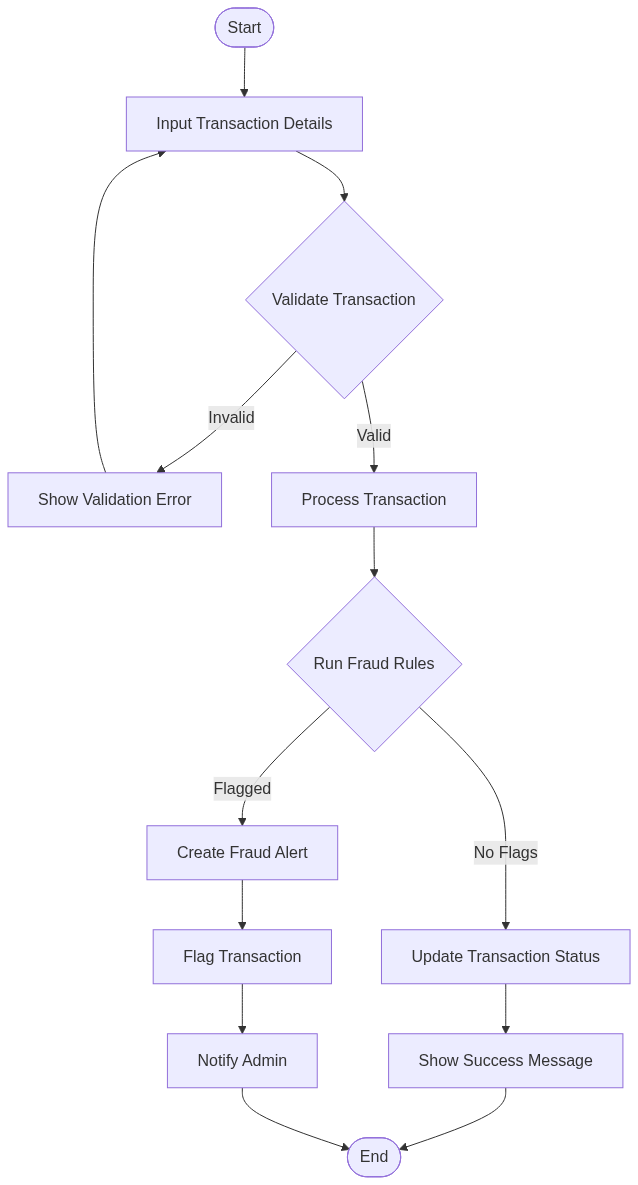 Start
Input Transaction Details
Validate Transaction
Invalid
Valid
Show Validation Error
Process Transaction
Run Fraud Rules
Flagged
Create Fraud Alert
No Flags
Flag Transaction
Update Transaction Status
Notify Admin
Show Success Message
End